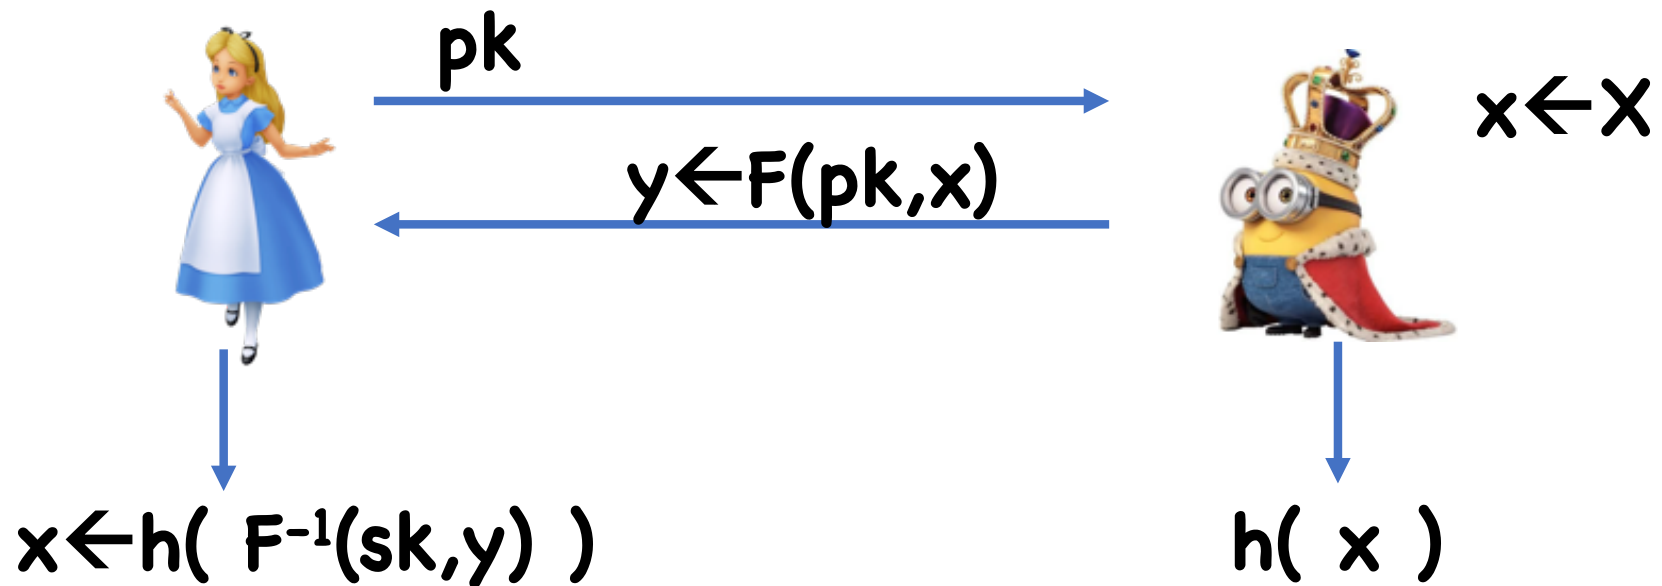 pk
x←X
y←F(pk,x)
x←h( F⁻¹(sk,y) )
h( x )